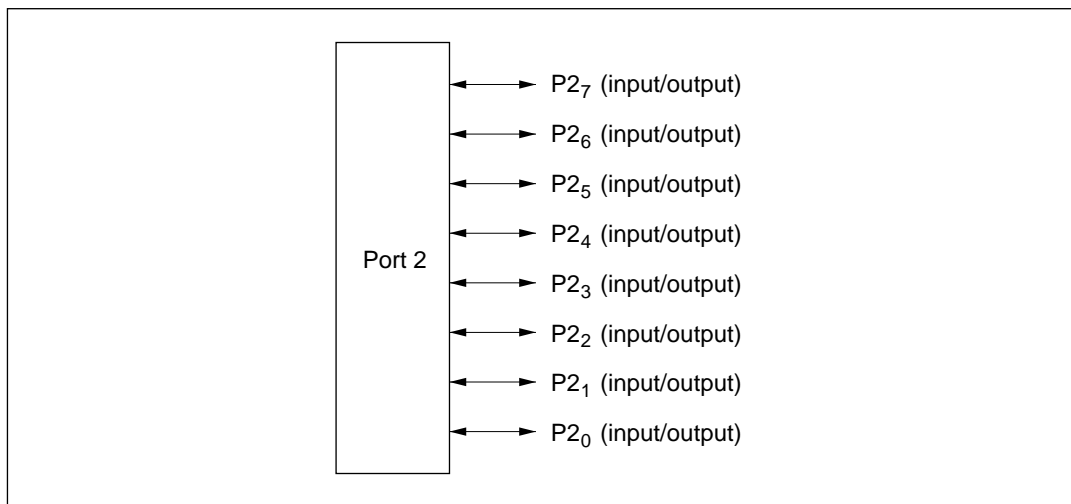 P2₇ (input/output)
P2₆ (input/output)
P2₅ (input/output)
P2₄ (input/output)
Port 2
P2₃ (input/output)
P2₂ (input/output)
P2₁ (input/output)
P2₀ (input/output)